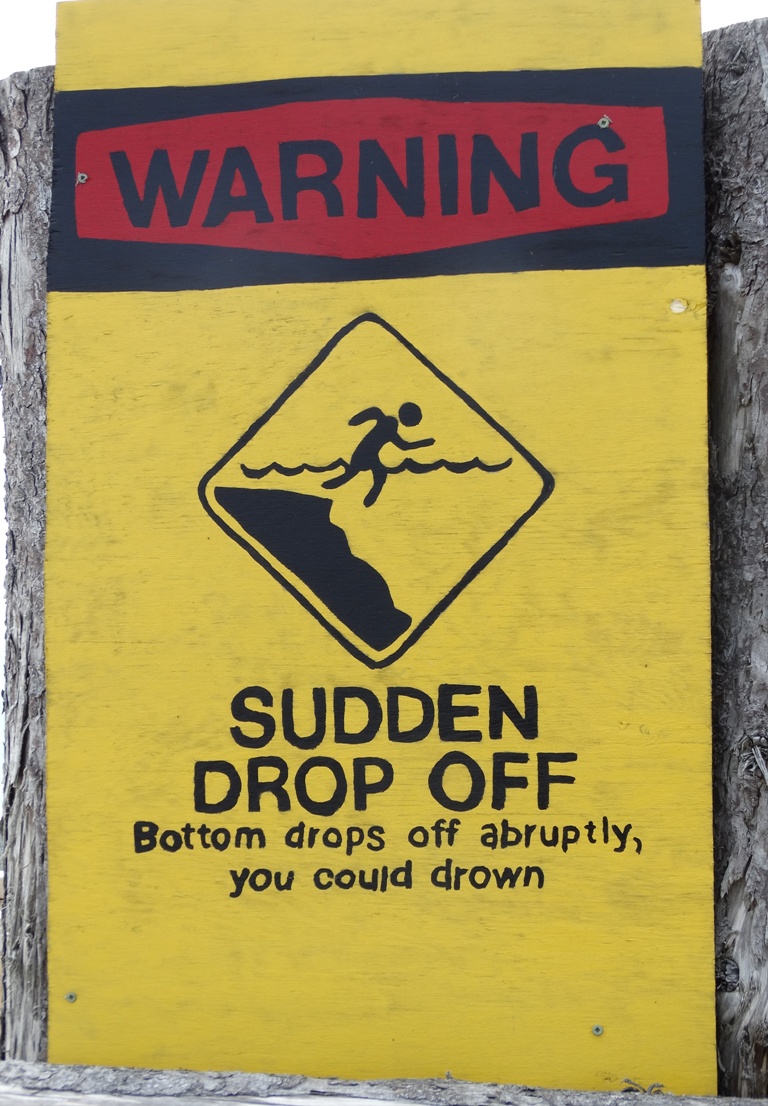 WARNING
SUDDEN
DROP OFF
Bottom drops off abruptly,
you could drown